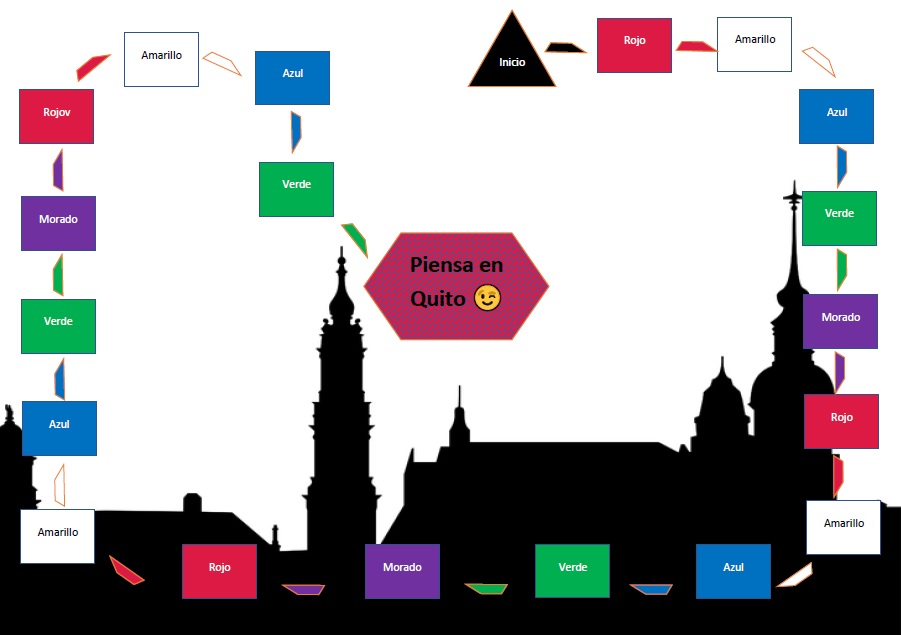 Inicio
Rojo
Amarillo
Azul
Verde
Morado
Rojo
Amarillo
Azul
Verde
Morado
Rojo
Amarillo
Azul
Verde
Morado
Rojov
Amarillo
Azul
Verde
Piensa en
Quito 😉